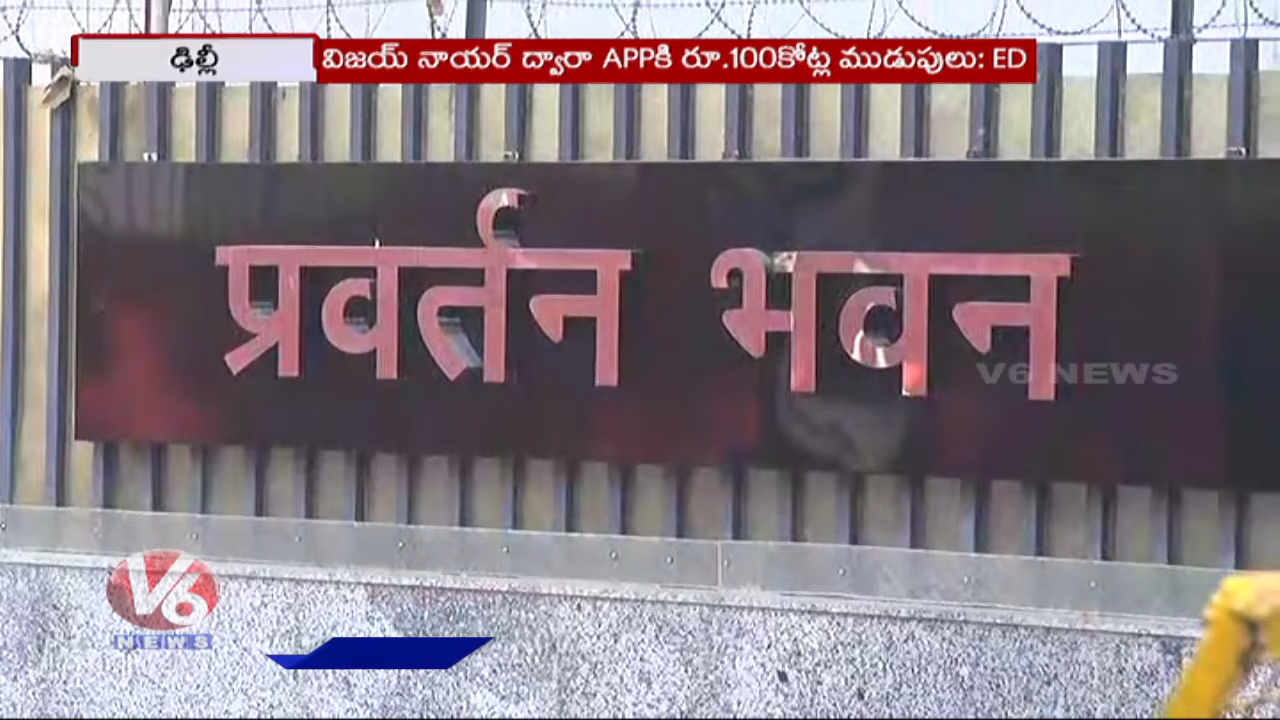 ఢిల్లీ
విజయ్ నాయర్ ద్వారా APPకి రూ.100కోట్ల ముడుపులు: ED
प्रवर्तन भवन
V6 NEWS
V6
NEWS